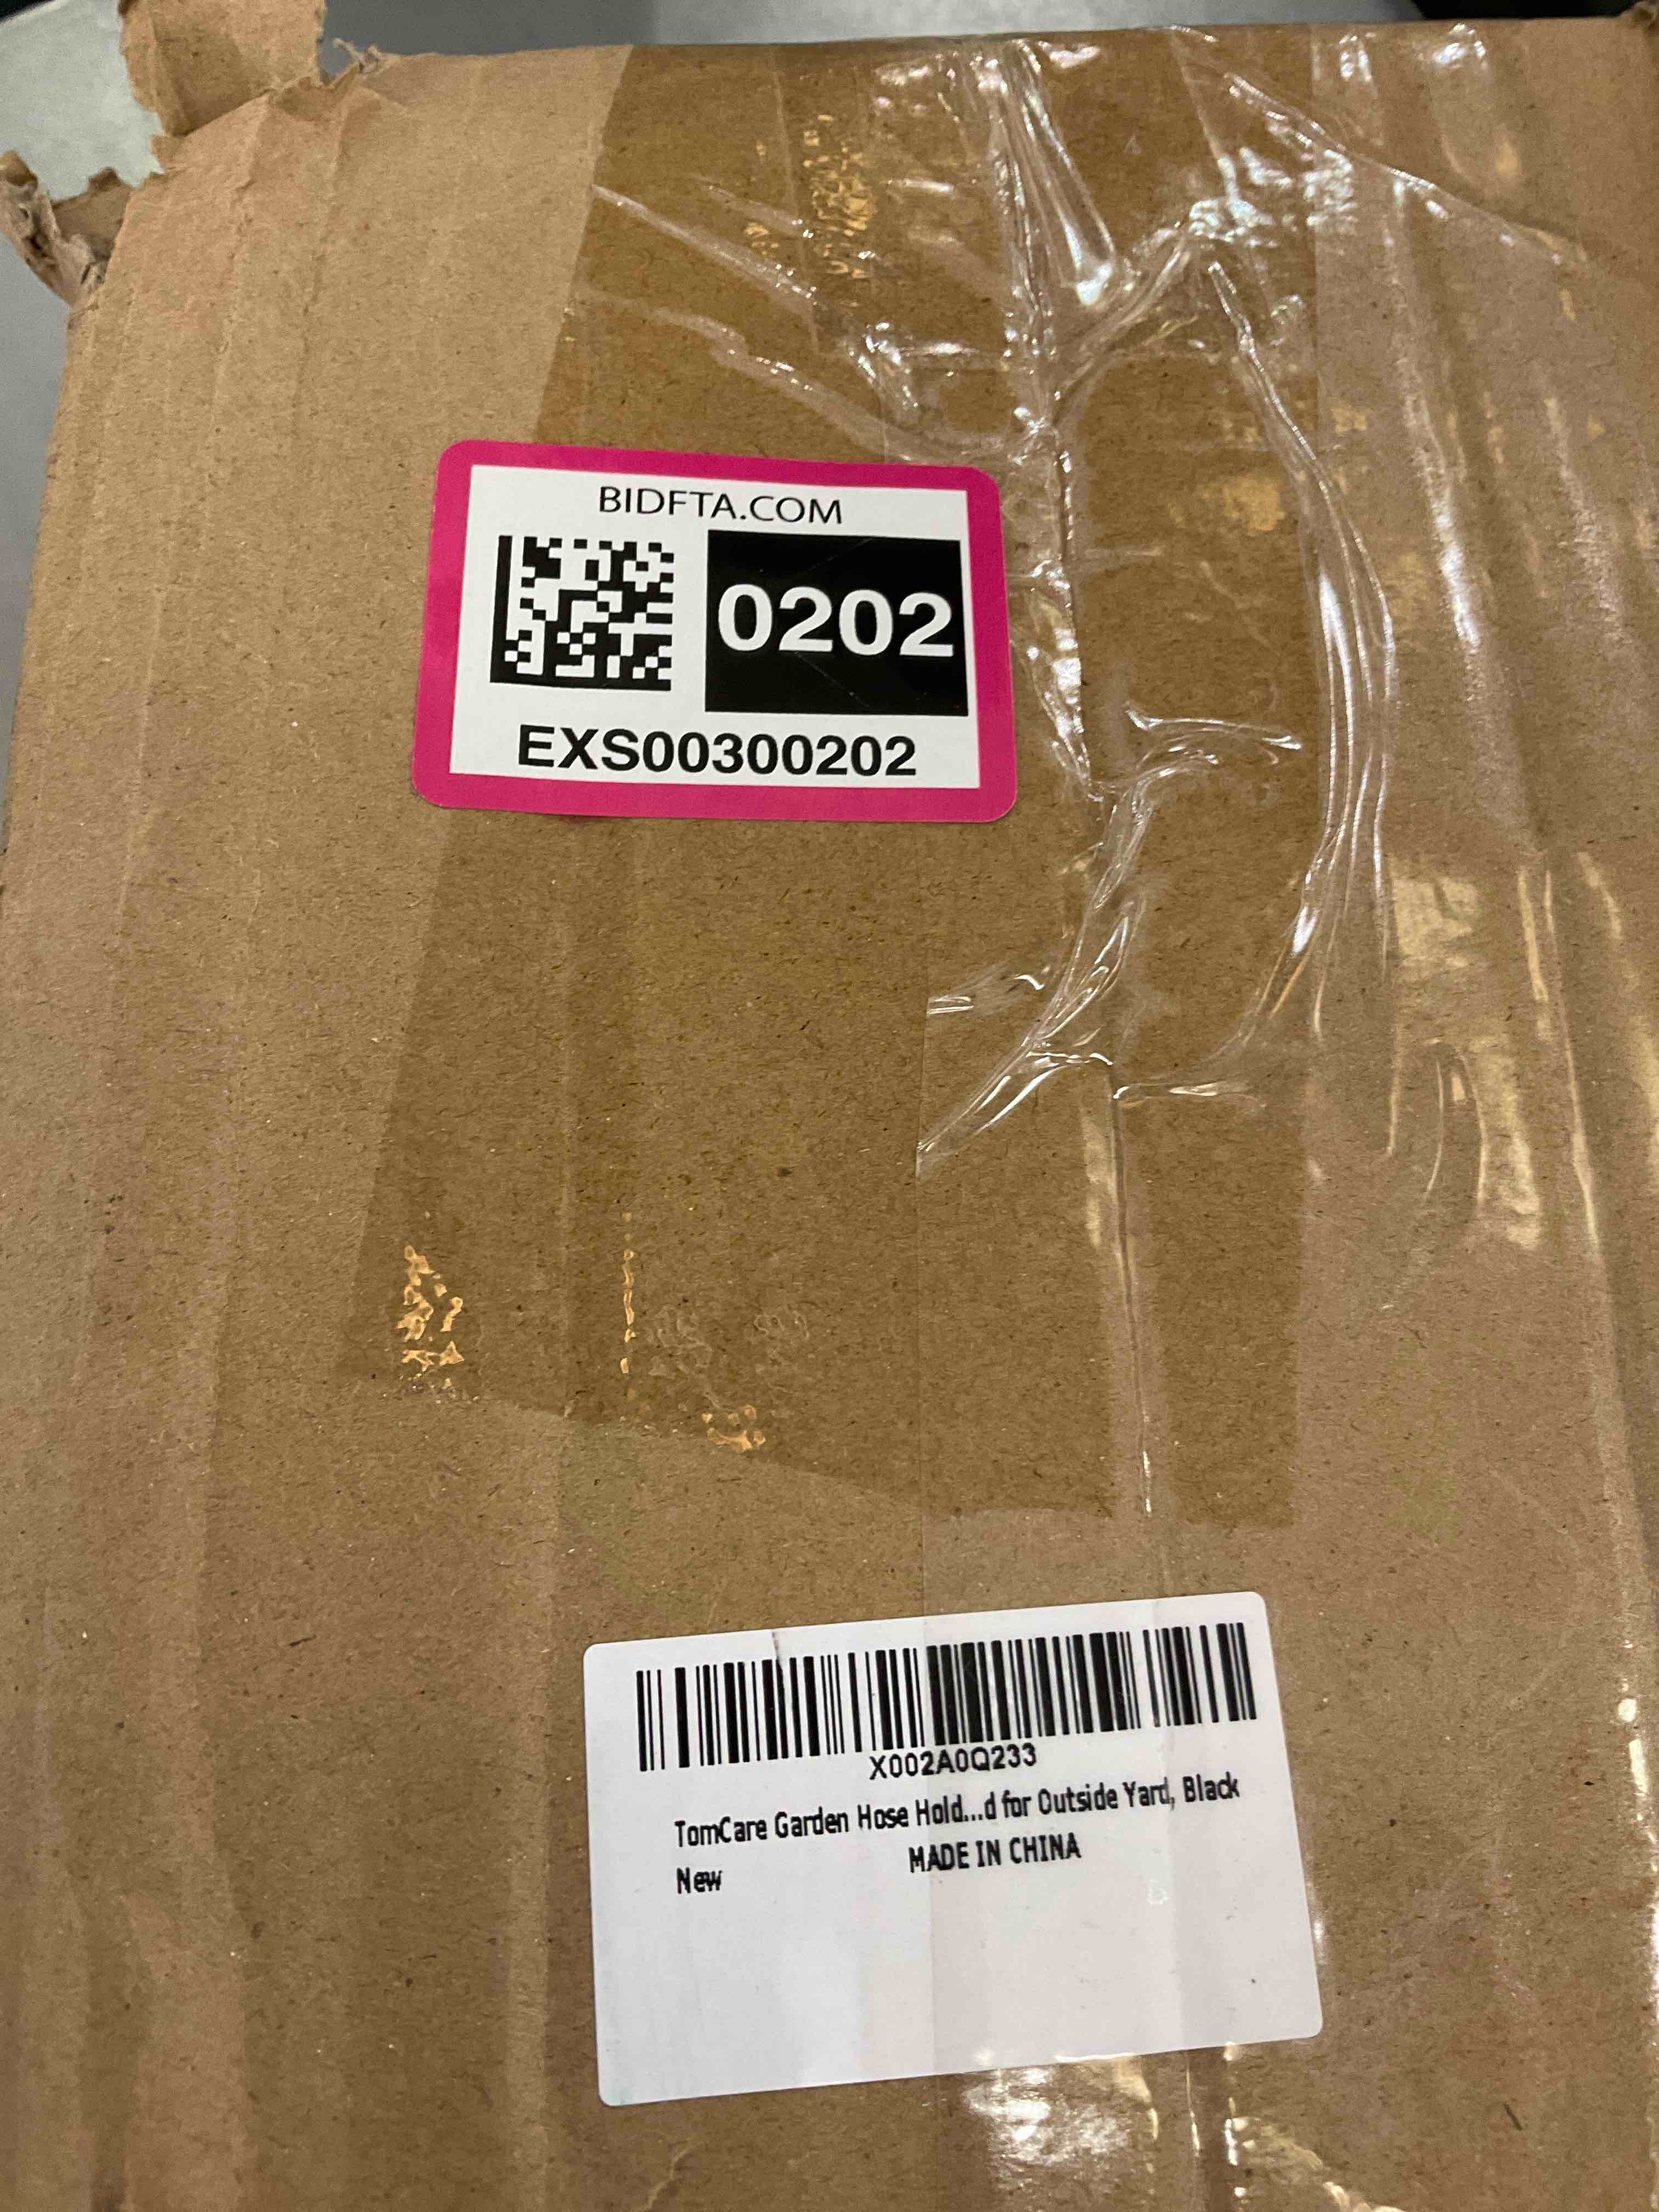 BIDFTA.COM
0202
EXS00300202
X002A0Q233
TomCare Garden Hose Hold...d for Outside Yard, Black
New MADE IN CHINA